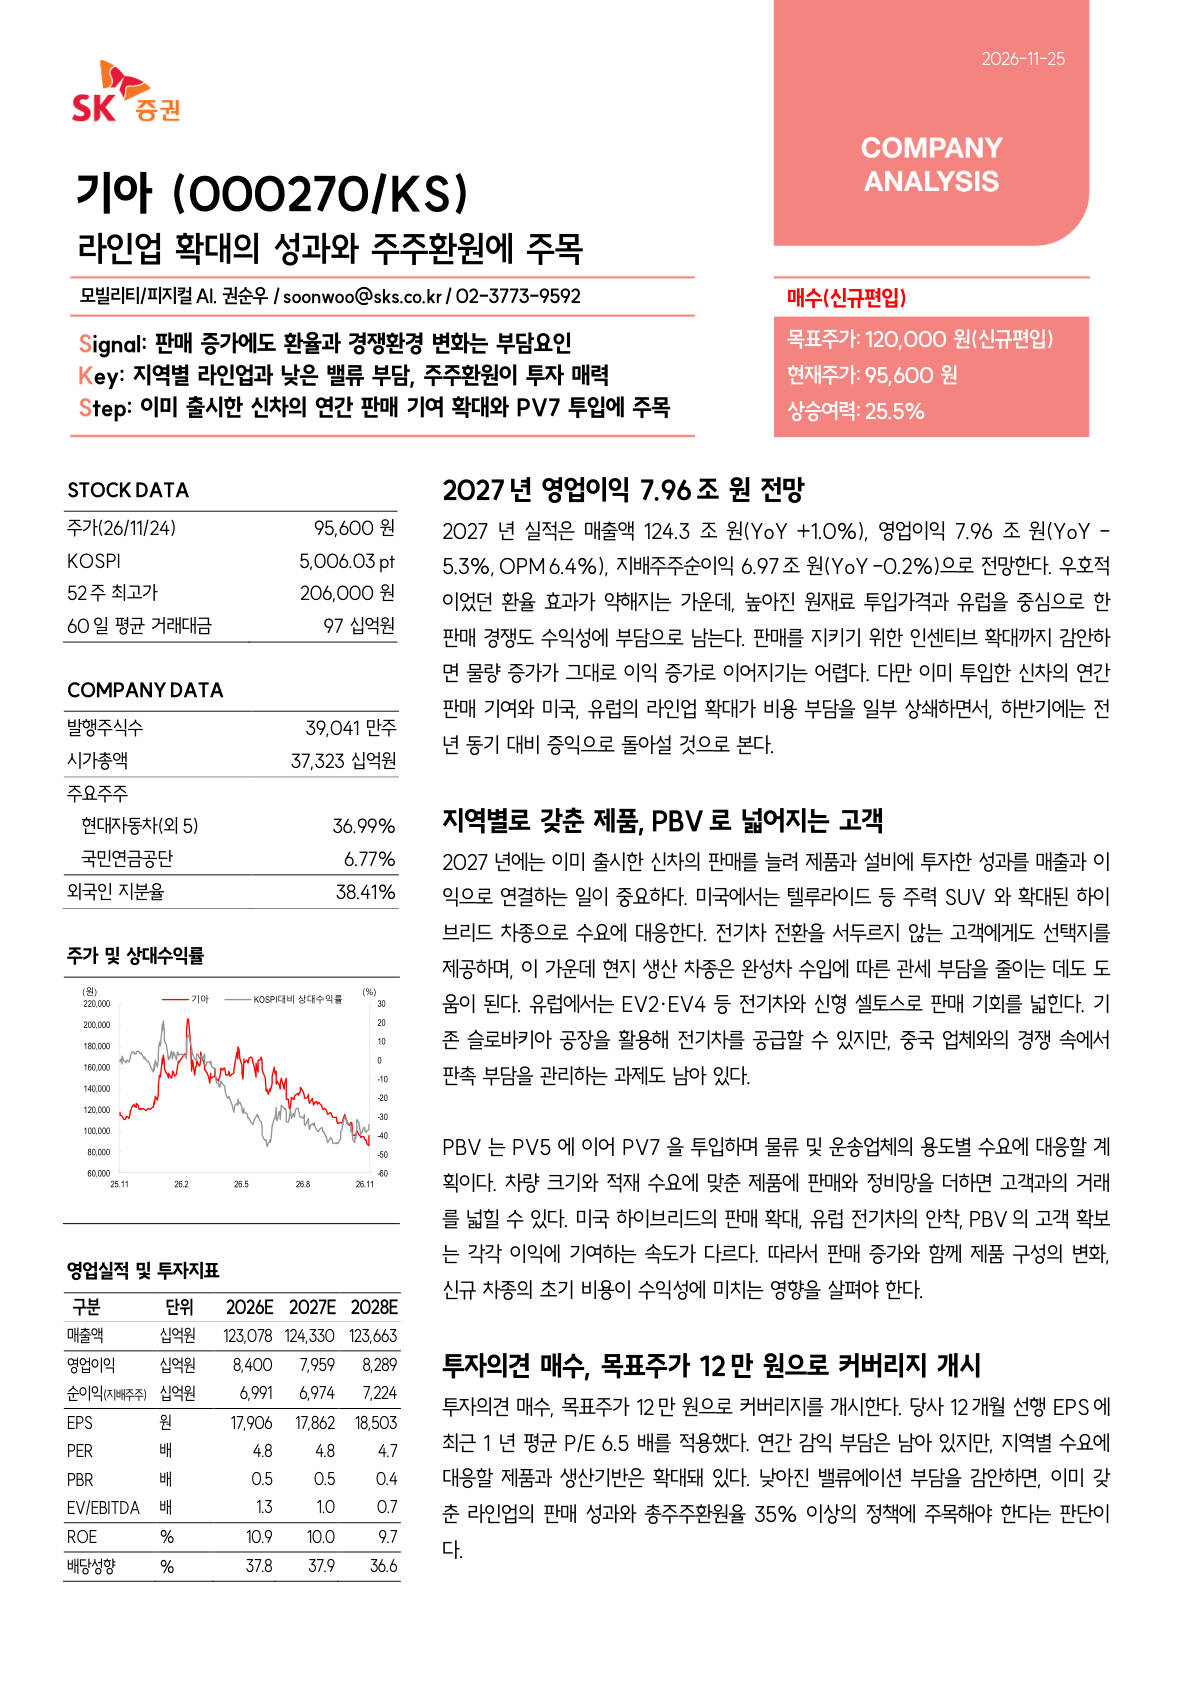 2026-11-25
SK증권
COMPANY
ANALYSIS
기아 (000270/KS)
라인업 확대의 성과와 주주환원에 주목
모빌리티/피지컬 AI. 권순우 / soonwoo@sks.co.kr / 02-3773-9592
Signal: 판매 증가에도 환율과 경쟁환경 변화는 부담요인
Key: 지역별 라인업과 낮은 밸류 부담, 주주환원이 투자 매력
Step: 이미 출시한 신차의 연간 판매 기여 확대와 PV7 투입에 주목
매수(신규편입)
목표주가: 120,000 원(신규편입)
현재주가: 95,600 원
상승여력: 25.5%
STOCK DATA
주가(26/11/24) 95,600 원
KOSPI 5,006.03 pt
52주 최고가 206,000 원
60일 평균 거래대금 97 십억원
COMPANY DATA
발행주식수 39,041 만주
시가총액 37,323 십억원
주요주주
현대자동차(외 5) 36.99%
국민연금공단 6.77%
외국인 지분율 38.41%
주가 및 상대수익률
(원) 기아 KOSPI대비 상대수익률 (%)
220,000 30
200,000 20
180,000 10
160,000 0
140,000 -10
120,000 -20
100,000 -30
80,000 -40
60,000 -50
-60
25.11 26.2 26.5 26.8 26.11
영업실적 및 투자지표
구분 단위 2026E 2027E 2028E
매출액 십억원 123,078 124,330 123,663
영업이익 십억원 8,400 7,959 8,289
순이익(지배주주) 십억원 6,991 6,974 7,224
EPS 원 17,906 17,862 18,503
PER 배 4.8 4.8 4.7
PBR 배 0.5 0.5 0.4
EV/EBITDA 배 1.3 1.0 0.7
ROE % 10.9 10.0 9.7
배당성향 % 37.8 37.9 36.6
2027년 영업이익 7.96조 원 전망
2027 년 실적은 매출액 124.3 조 원(YoY +1.0%), 영업이익 7.96 조 원(YoY -
5.3%, OPM 6.4%), 지배주주순이익 6.97조 원(YoY -0.2%)으로 전망한다. 우호적
이었던 환율 효과가 약해지는 가운데, 높아진 원재료 투입가격과 유럽을 중심으로 한
판매 경쟁도 수익성에 부담으로 남는다. 판매를 지키기 위한 인센티브 확대까지 감안하
면 물량 증가가 그대로 이익 증가로 이어지기는 어렵다. 다만 이미 투입한 신차의 연간
판매 기여와 미국, 유럽의 라인업 확대가 비용 부담을 일부 상쇄하면서, 하반기에는 전
년 동기 대비 증익으로 돌아설 것으로 본다.
지역별로 갖춘 제품, PBV로 넓어지는 고객
2027 년에는 이미 출시한 신차의 판매를 늘려 제품과 설비에 투자한 성과를 매출과 이
익으로 연결하는 일이 중요하다. 미국에서는 텔루라이드 등 주력 SUV 와 확대된 하이
브리드 차종으로 수요에 대응한다. 전기차 전환을 서두르지 않는 고객에게도 선택지를
제공하며, 이 가운데 현지 생산 차종은 완성차 수입에 따른 관세 부담을 줄이는 데도 도
움이 된다. 유럽에서는 EV2·EV4 등 전기차와 신형 셀토스로 판매 기회를 넓힌다. 기
존 슬로바키아 공장을 활용해 전기차를 공급할 수 있지만, 중국 업체와의 경쟁 속에서
판촉 부담을 관리하는 과제도 남아 있다.
PBV 는 PV5 에 이어 PV7 을 투입하며 물류 및 운송업체의 용도별 수요에 대응할 계
획이다. 차량 크기와 적재 수요에 맞춘 제품에 판매와 정비망을 더하면 고객과의 거래
를 넓힐 수 있다. 미국 하이브리드의 판매 확대, 유럽 전기차의 안착, PBV의 고객 확보
는 각각 이익에 기여하는 속도가 다르다. 따라서 판매 증가와 함께 제품 구성의 변화,
신규 차종의 초기 비용이 수익성에 미치는 영향을 살펴야 한다.
투자의견 매수, 목표주가 12만 원으로 커버리지 개시
투자의견 매수, 목표주가 12만 원으로 커버리지를 개시한다. 당사 12개월 선행 EPS에
최근 1 년 평균 P/E 6.5 배를 적용했다. 연간 감익 부담은 남아 있지만, 지역별 수요에
대응할 제품과 생산기반은 확대돼 있다. 낮아진 밸류에이션 부담을 감안하면, 이미 갖
춘 라인업의 판매 성과와 총주주환원율 35% 이상의 정책에 주목해야 한다는 판단이
다.